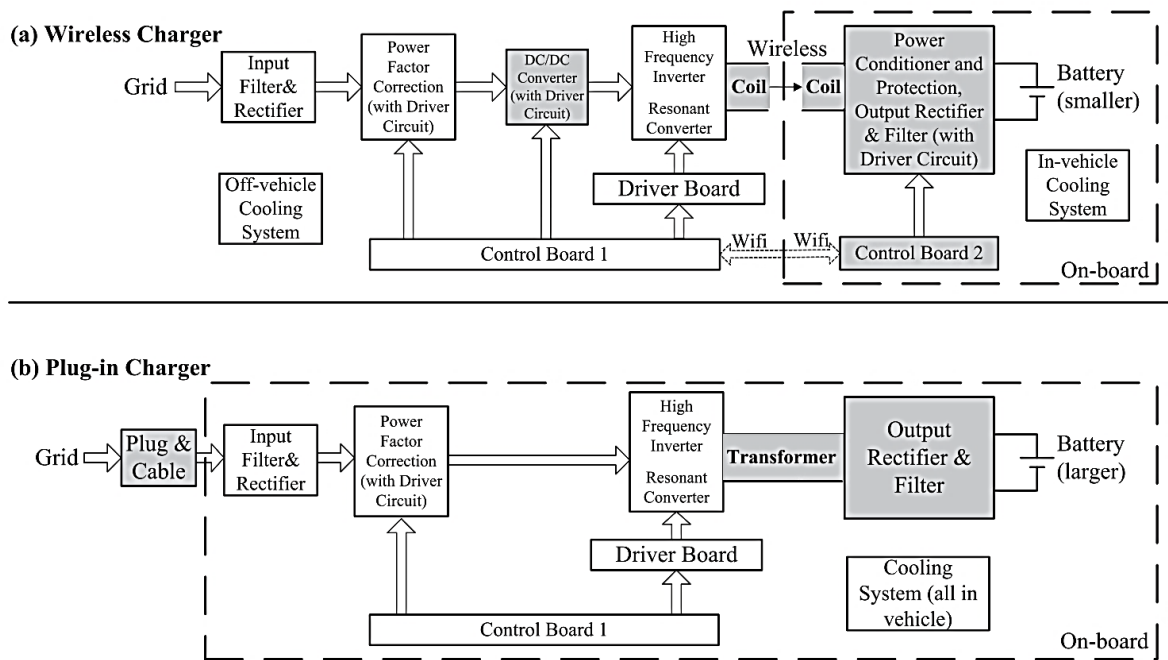 (a) Wireless Charger
Grid
Input
Filter&
Rectifier
Power
Factor
Correction
(with Driver
Circuit)
DC/DC
Converter
(with Driver
Circuit)
High
Frequency
Inverter
Resonant
Converter
Wireless
Coil
Coil
Power
Conditioner and
Protection,
Output Rectifier
& Filter (with
Driver Circuit)
Battery
(smaller)
Off-vehicle
Cooling
System
Driver Board
In-vehicle
Cooling
System
Control Board 1
Wifi
Wifi
Control Board 2
On-board
(b) Plug-in Charger
Grid
Plug &
Cable
Input
Filter&
Rectifier
Power
Factor
Correction
(with Driver
Circuit)
High
Frequency
Inverter
Resonant
Converter
Transformer
Output
Rectifier &
Filter
Battery
(larger)
Driver Board
Cooling
System (all in
vehicle)
Control Board 1
On-board